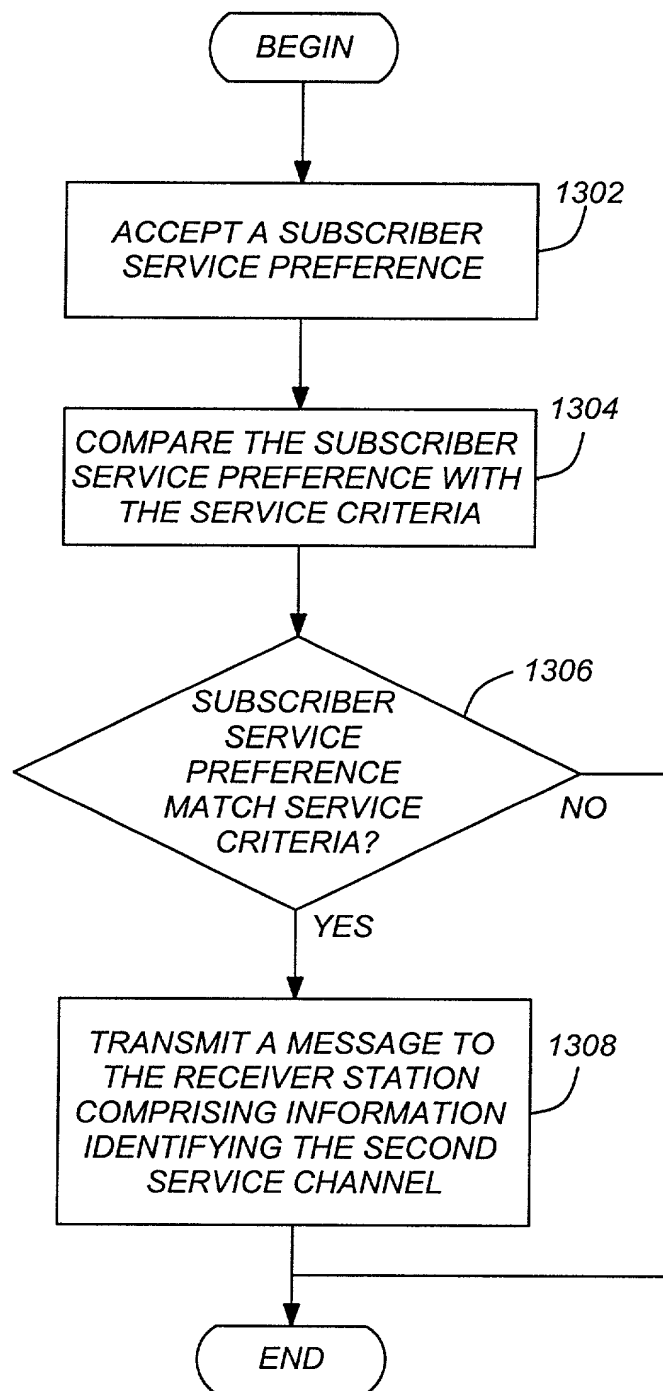 BEGIN
1302
ACCEPT A SUBSCRIBER
SERVICE PREFERENCE
1304
COMPARE THE SUBSCRIBER
SERVICE PREFERENCE WITH
THE SERVICE CRITERIA
1306
SUBSCRIBER
SERVICE
PREFERENCE
MATCH SERVICE
CRITERIA?
NO
YES
1308
TRANSMIT A MESSAGE TO
THE RECEIVER STATION
COMPRISING INFORMATION
IDENTIFYING THE SECOND
SERVICE CHANNEL
END